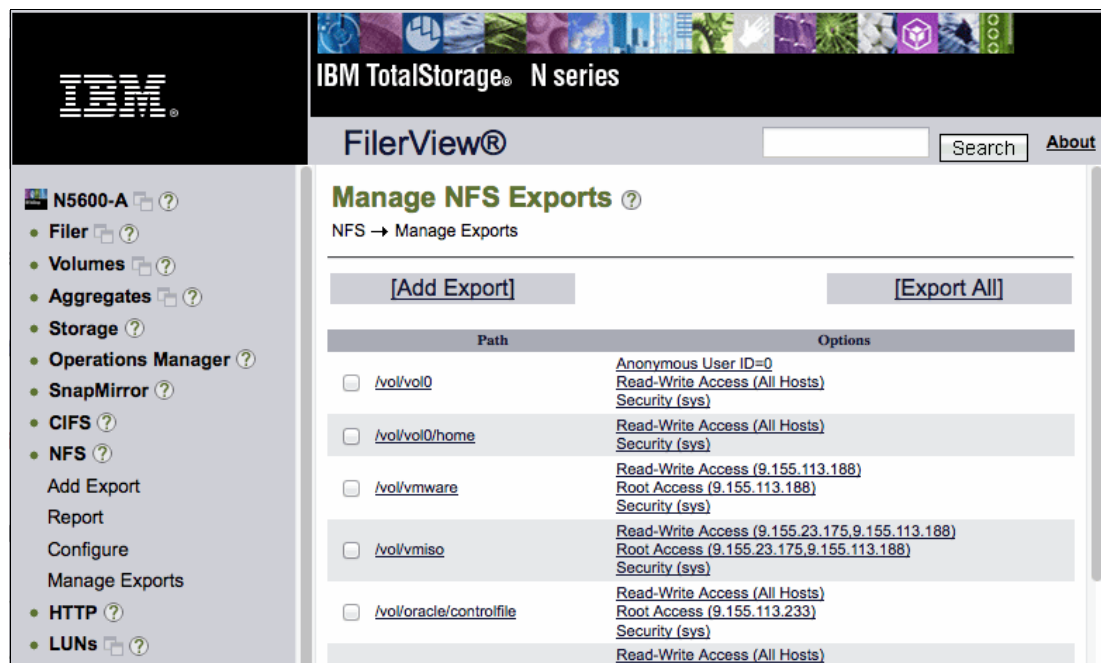 IBM®
IBM TotalStorage® N series
FilerView®
Search
About
N5600-A ?
• Filer ?
• Volumes ?
• Aggregates ?
• Storage ?
• Operations Manager ?
• SnapMirror ?
• CIFS ?
• NFS ?
Add Export
Report
Configure
Manage Exports
• HTTP ?
• LUNs ?
Manage NFS Exports ?
NFS → Manage Exports
[Add Export] [Export All]
Path Options
/vol/vol0
Anonymous User ID=0
Read-Write Access (All Hosts)
Security (sys)
/vol/vol0/home
Read-Write Access (All Hosts)
Security (sys)
/vol/vmware
Read-Write Access (9.155.113.188)
Root Access (9.155.113.188)
Security (sys)
/vol/vmiso
Read-Write Access (9.155.23.175,9.155.113.188)
Root Access (9.155.23.175,9.155.113.188)
Security (sys)
/vol/oracle/controlfile
Read-Write Access (All Hosts)
Root Access (9.155.113.233)
Security (sys)
Read-Write Access (All Hosts)